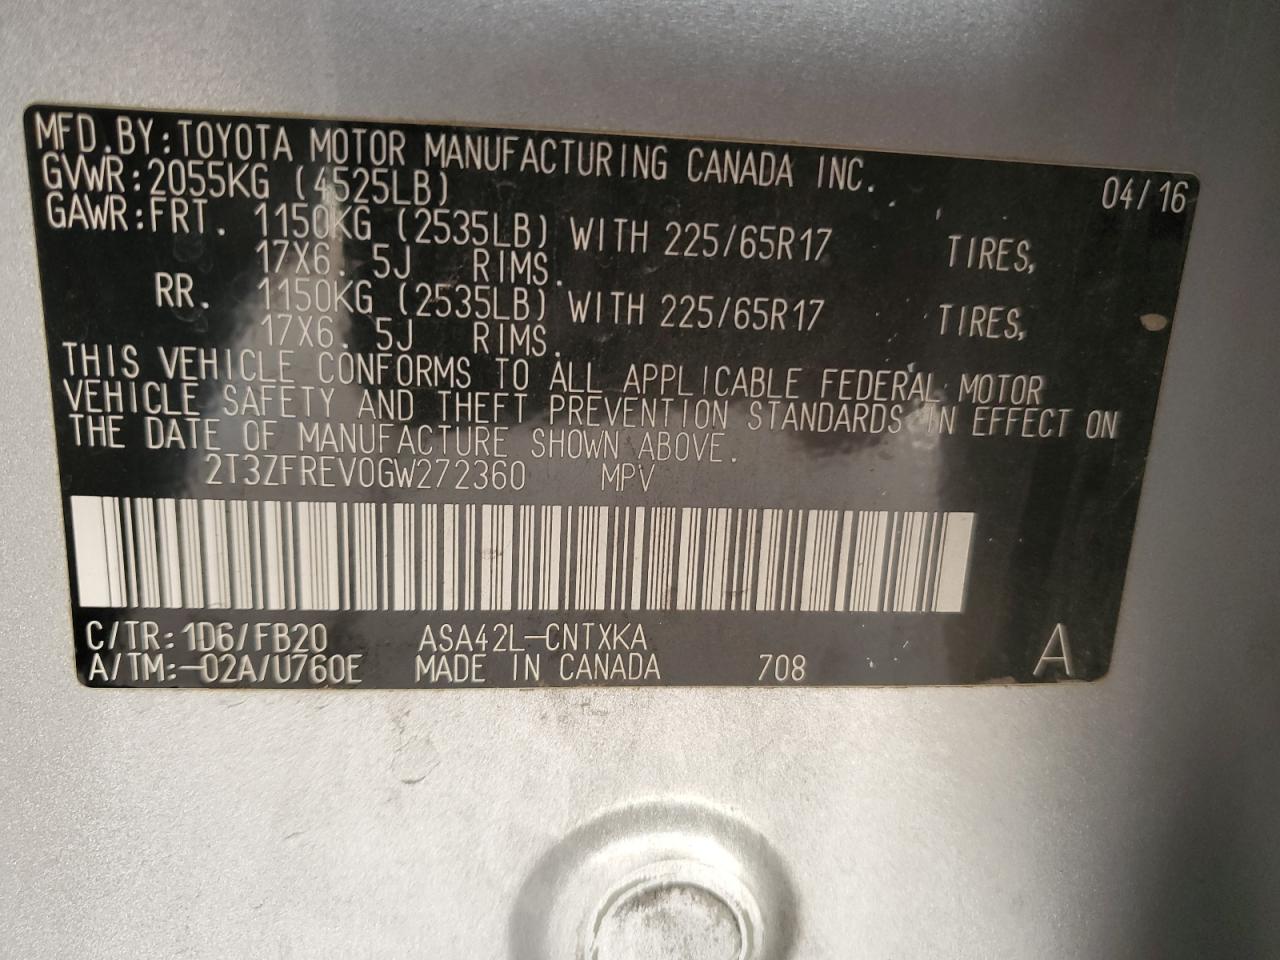 MFD.BY:TOYOTA MOTOR MANUFACTURING CANADA INC. 04/16
GVWR:2055KG (4525LB)
GAWR:FRT. 1150KG (2535LB) WITH 225/65R17 TIRES,
17X6. 5J RIMS.
RR. 1150KG (2535LB) WITH 225/65R17 TIRES,
17X6. 5J RIMS.
THIS VEHICLE CONFORMS TO ALL APPLICABLE FEDERAL MOTOR
VEHICLE SAFETY AND THEFT PREVENTION STANDARDS IN EFFECT ON
THE DATE OF MANUFACTURE SHOWN ABOVE.
2T3ZFREV0GW272360 MPV
C/TR:1D6/FB20 ASA42L-CNTXKA
A/TM:-02A/U760E MADE IN CANADA 708 A